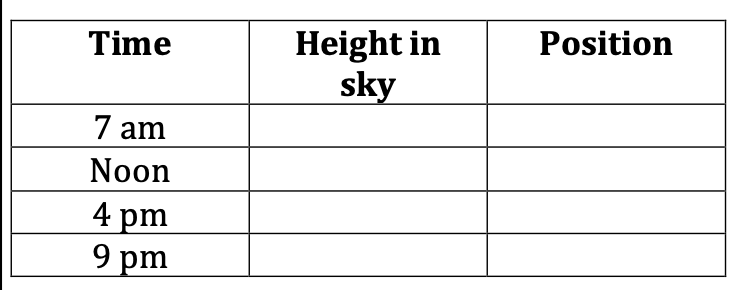 Time Height in sky Position
7 am
Noon
4 pm
9 pm